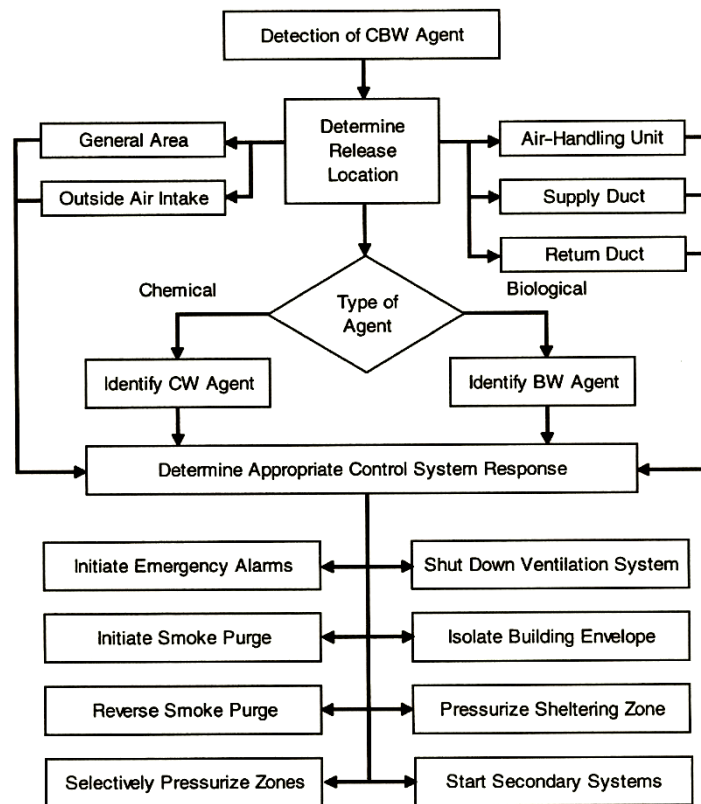 Detection of CBW Agent
Determine
Release
Location
General Area
Outside Air Intake
Air-Handling Unit
Supply Duct
Return Duct
Chemical
Type of
Agent
Biological
Identify CW Agent
Identify BW Agent
Determine Appropriate Control System Response
Initiate Emergency Alarms
Shut Down Ventilation System
Initiate Smoke Purge
Isolate Building Envelope
Reverse Smoke Purge
Pressurize Sheltering Zone
Selectively Pressurize Zones
Start Secondary Systems